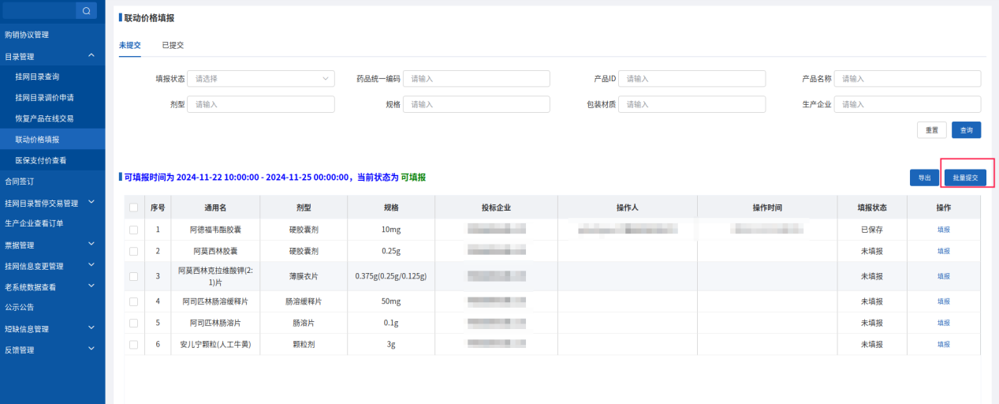 购销协议管理
目录管理
挂网目录查询
挂网目录调价申请
恢复产品在线交易
联动价格填报
医保支付价查看
合同签订
挂网目录暂停交易管理
生产企业查看订单
票据管理
挂网信息变更管理
老系统数据查看
公示公告
短缺信息管理
反馈管理
联动价格填报
未提交 已提交
填报状态 请选择 药品统一编码 请输入 产品ID 请输入 产品名称 请输入
剂型 请输入 规格 请输入 包装材质 请输入 生产企业 请输入
重置 查询
可填报时间为 2024-11-22 10:00:00 - 2024-11-25 00:00:00，当前状态为 可填报
导出 批量提交
序号 通用名 剂型 规格 投标企业 操作人 操作时间 填报状态 操作
1 阿德福韦酯胶囊 硬胶囊剂 10mg 已保存 填报
2 阿莫西林胶囊 硬胶囊剂 0.25g 未填报 填报
3 阿莫西林克拉维酸钾(2: 薄膜衣片 0.375g(0.25g/0.125g) 未填报 填报
1)片
4 阿司匹林肠溶缓释片 肠溶缓释片 50mg 未填报 填报
5 阿司匹林肠溶片 肠溶片 0.1g 未填报 填报
6 安儿宁颗粒(人工牛黄) 颗粒剂 3g 未填报 填报